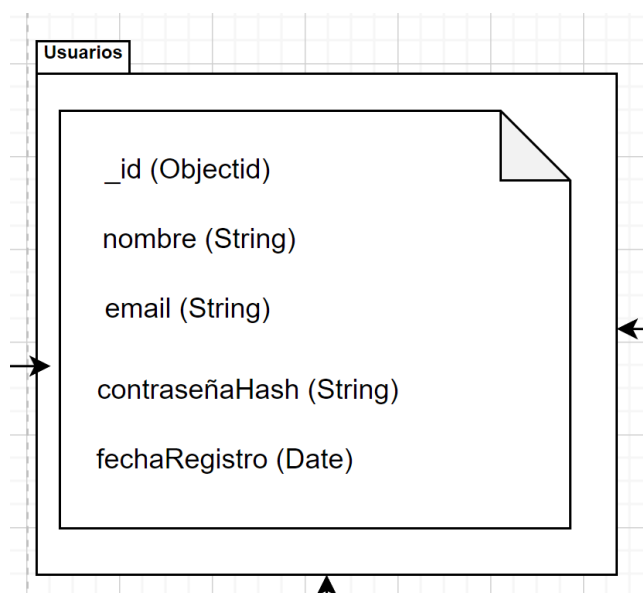 Usuarios
_id (Objectid)
nombre (String)
email (String)
contraseñaHash (String)
fechaRegistro (Date)